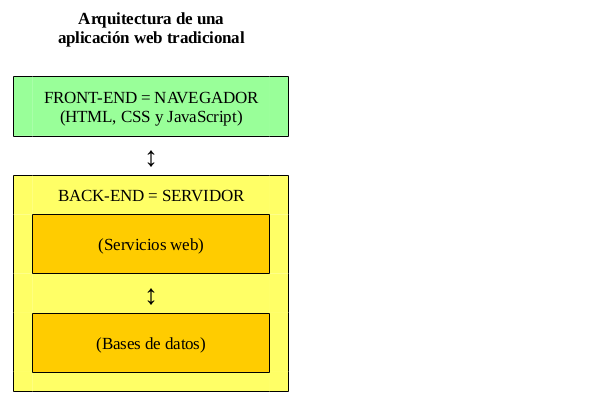 Arquitectura de una
aplicación web tradicional
FRONT-END = NAVEGADOR
(HTML, CSS y JavaScript)
BACK-END = SERVIDOR
(Servicios web)
(Bases de datos)